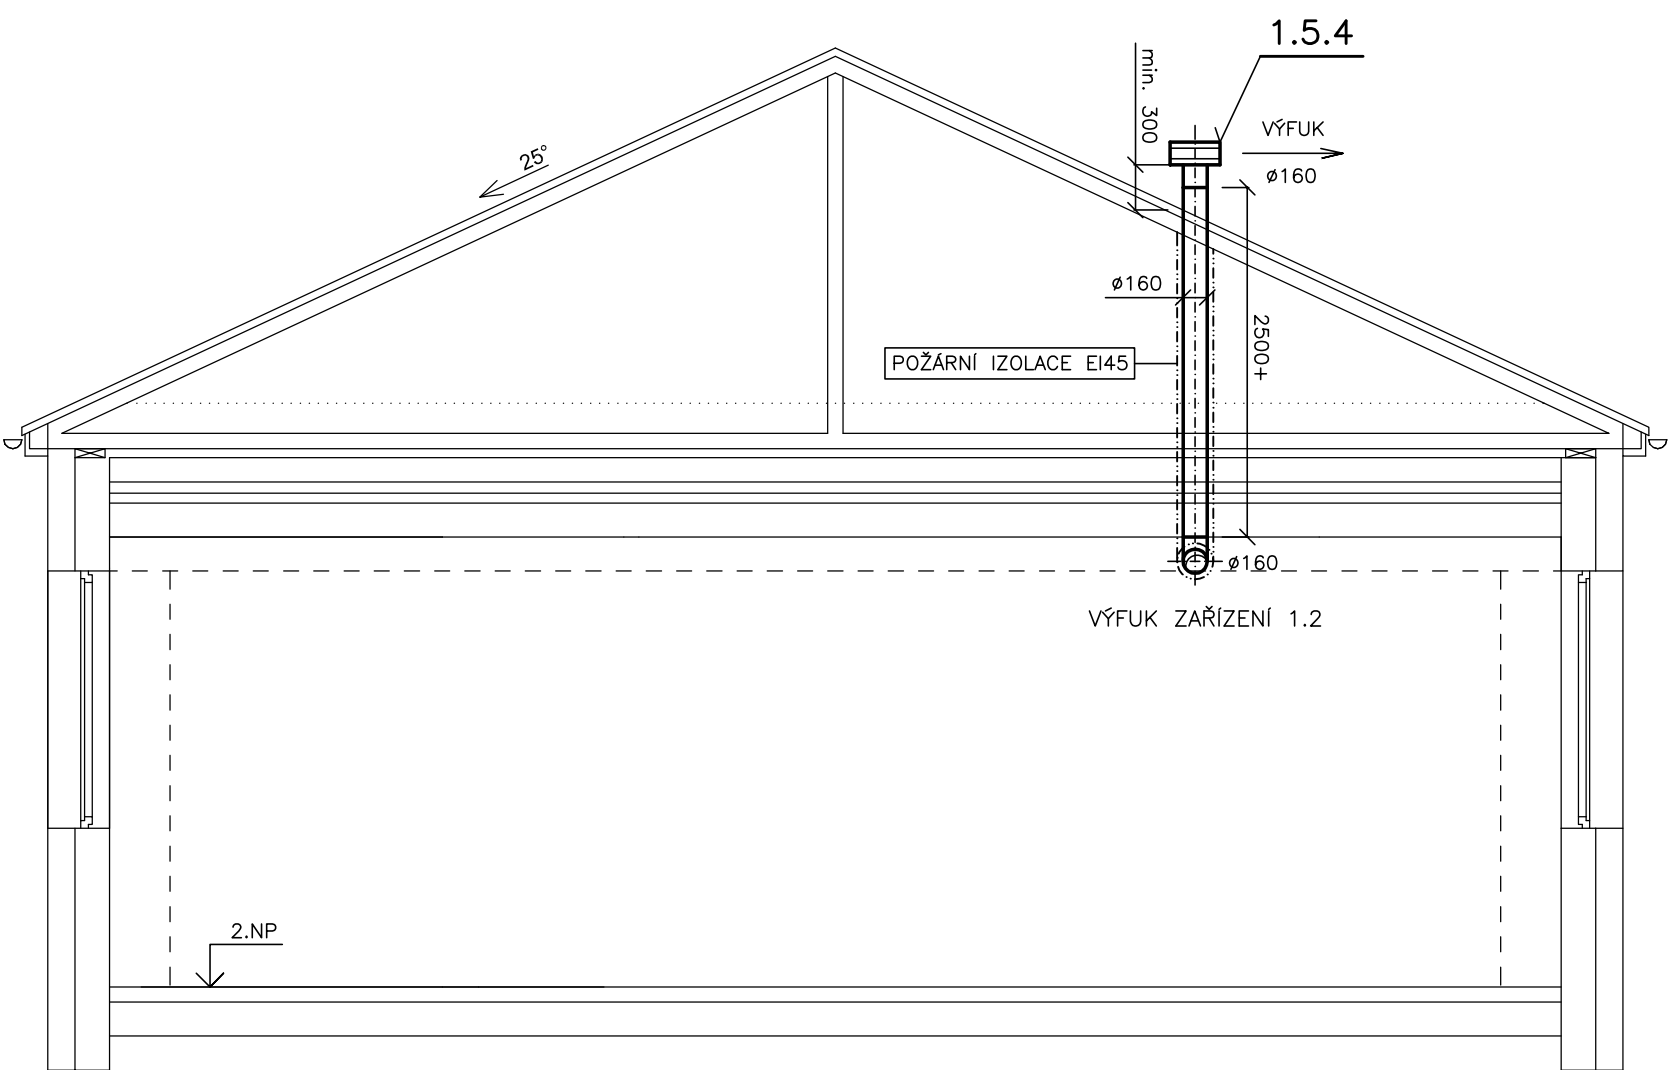 1.5.4
min. 300
VÝFUK
ø160
25°
ø160
2500+
POŽÁRNÍ IZOLACE EI45
ø160
VÝFUK ZAŘÍZENÍ 1.2
2.NP